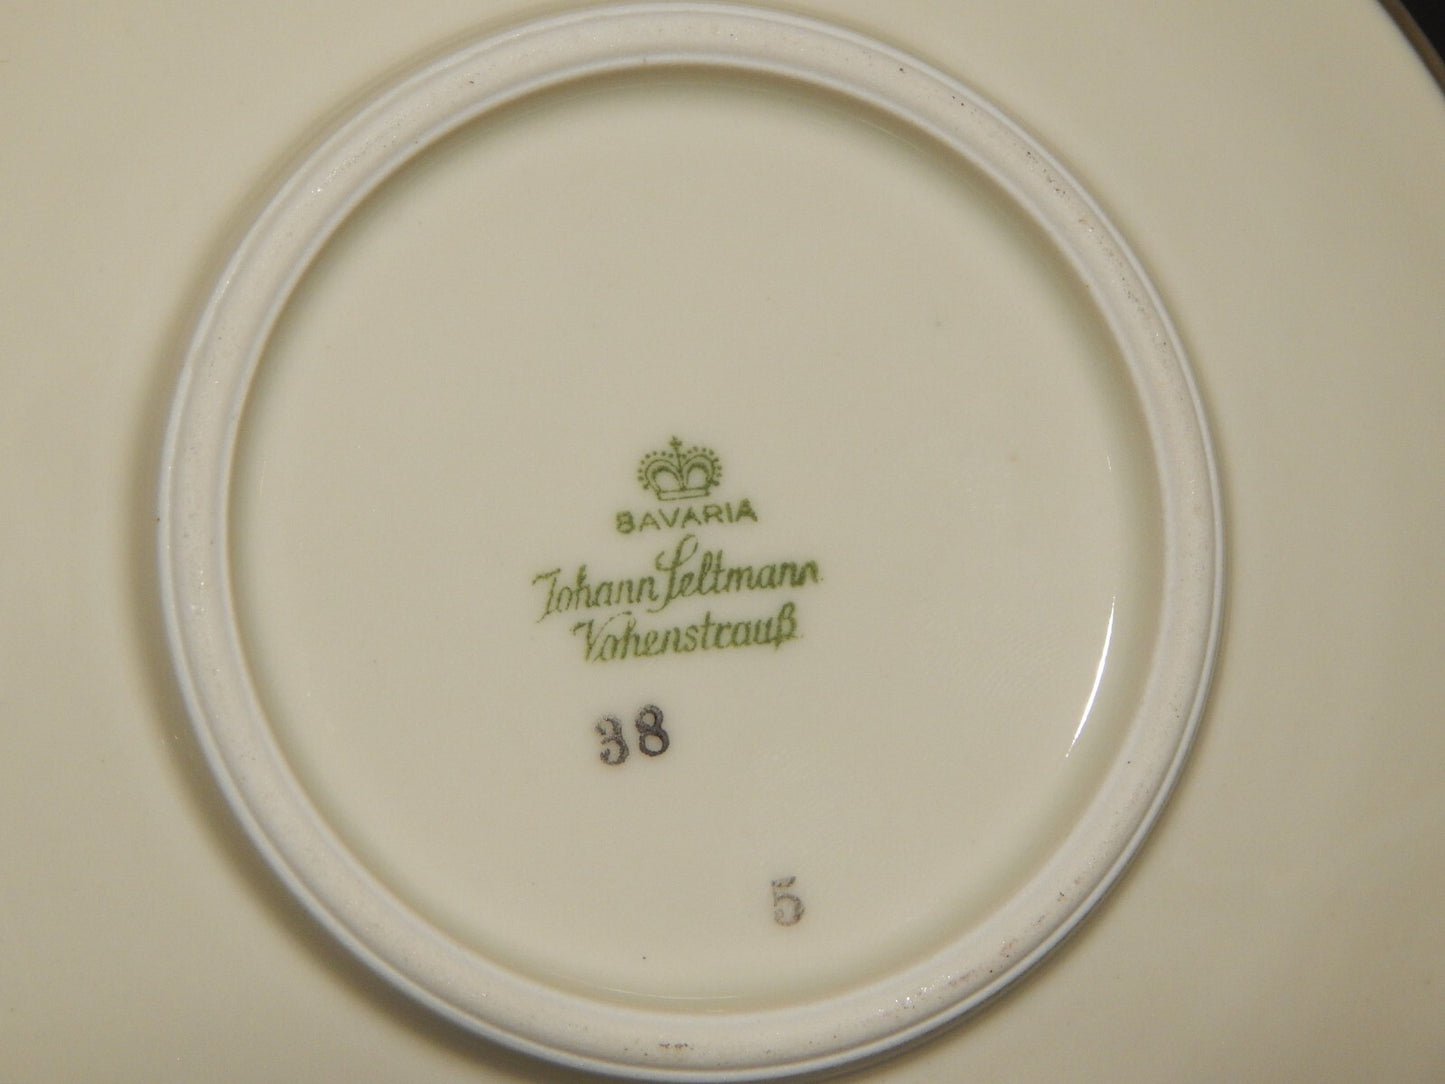 BAVARIA
Johann Seltmann
Vohenstrauß
38
5